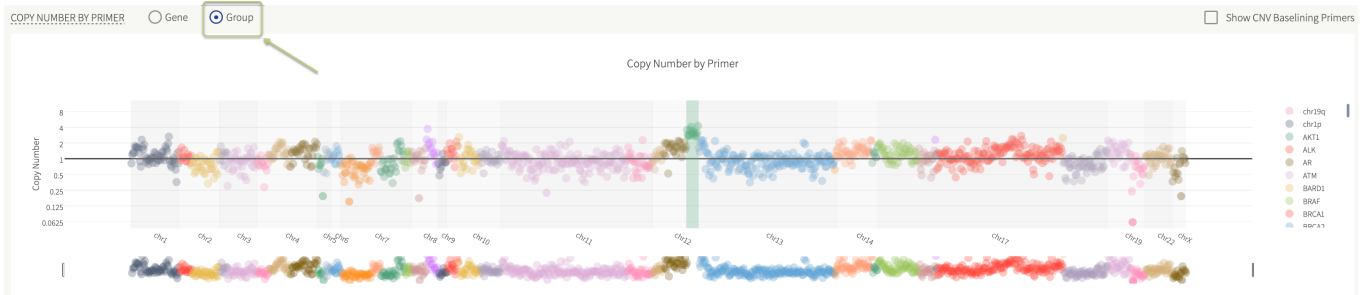 COPY NUMBER BY PRIMER Gene Group Show CNV Baselining Primers
Copy Number by Primer
Copy Number
8
4
2
1
0.5
0.25
0.125
0.0625
chr1 chr2 chr3 chr4 chr5 chr6 chr7 chr8 chr9 chr10 chr11 chr12 chr13 chr14 chr17 chr19 chr22 chrX
chr19q
chr1p
AKT1
ALK
AR
ATM
BARD1
BRAF
BRCA1
BRCA2